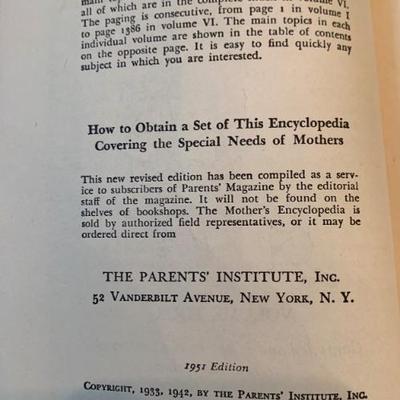 all of which are in the complete index in volume VI.
The paging is consecutive, from page 1 in volume I
to page 1386 in volume VI. The main topics in each
individual volume are shown in the table of contents
on the opposite page. It is easy to find quickly any
subject in which you are interested.
How to Obtain a Set of This Encyclopedia
Covering the Special Needs of Mothers
This new revised edition has been compiled as a serv-
ice to subscribers of Parents' Magazine by the editorial
staff of the magazine. It will not be found on the
shelves of bookshops. The Mother's Encyclopedia is
sold by authorized field representatives, or it may be
ordered direct from
THE PARENTS' INSTITUTE, INC.
52 VANDERBILT AVENUE, NEW YORK, N. Y.
1951 Edition
COPYRIGHT, 1933, 1942, BY THE PARENTS' INSTITUTE, INC.